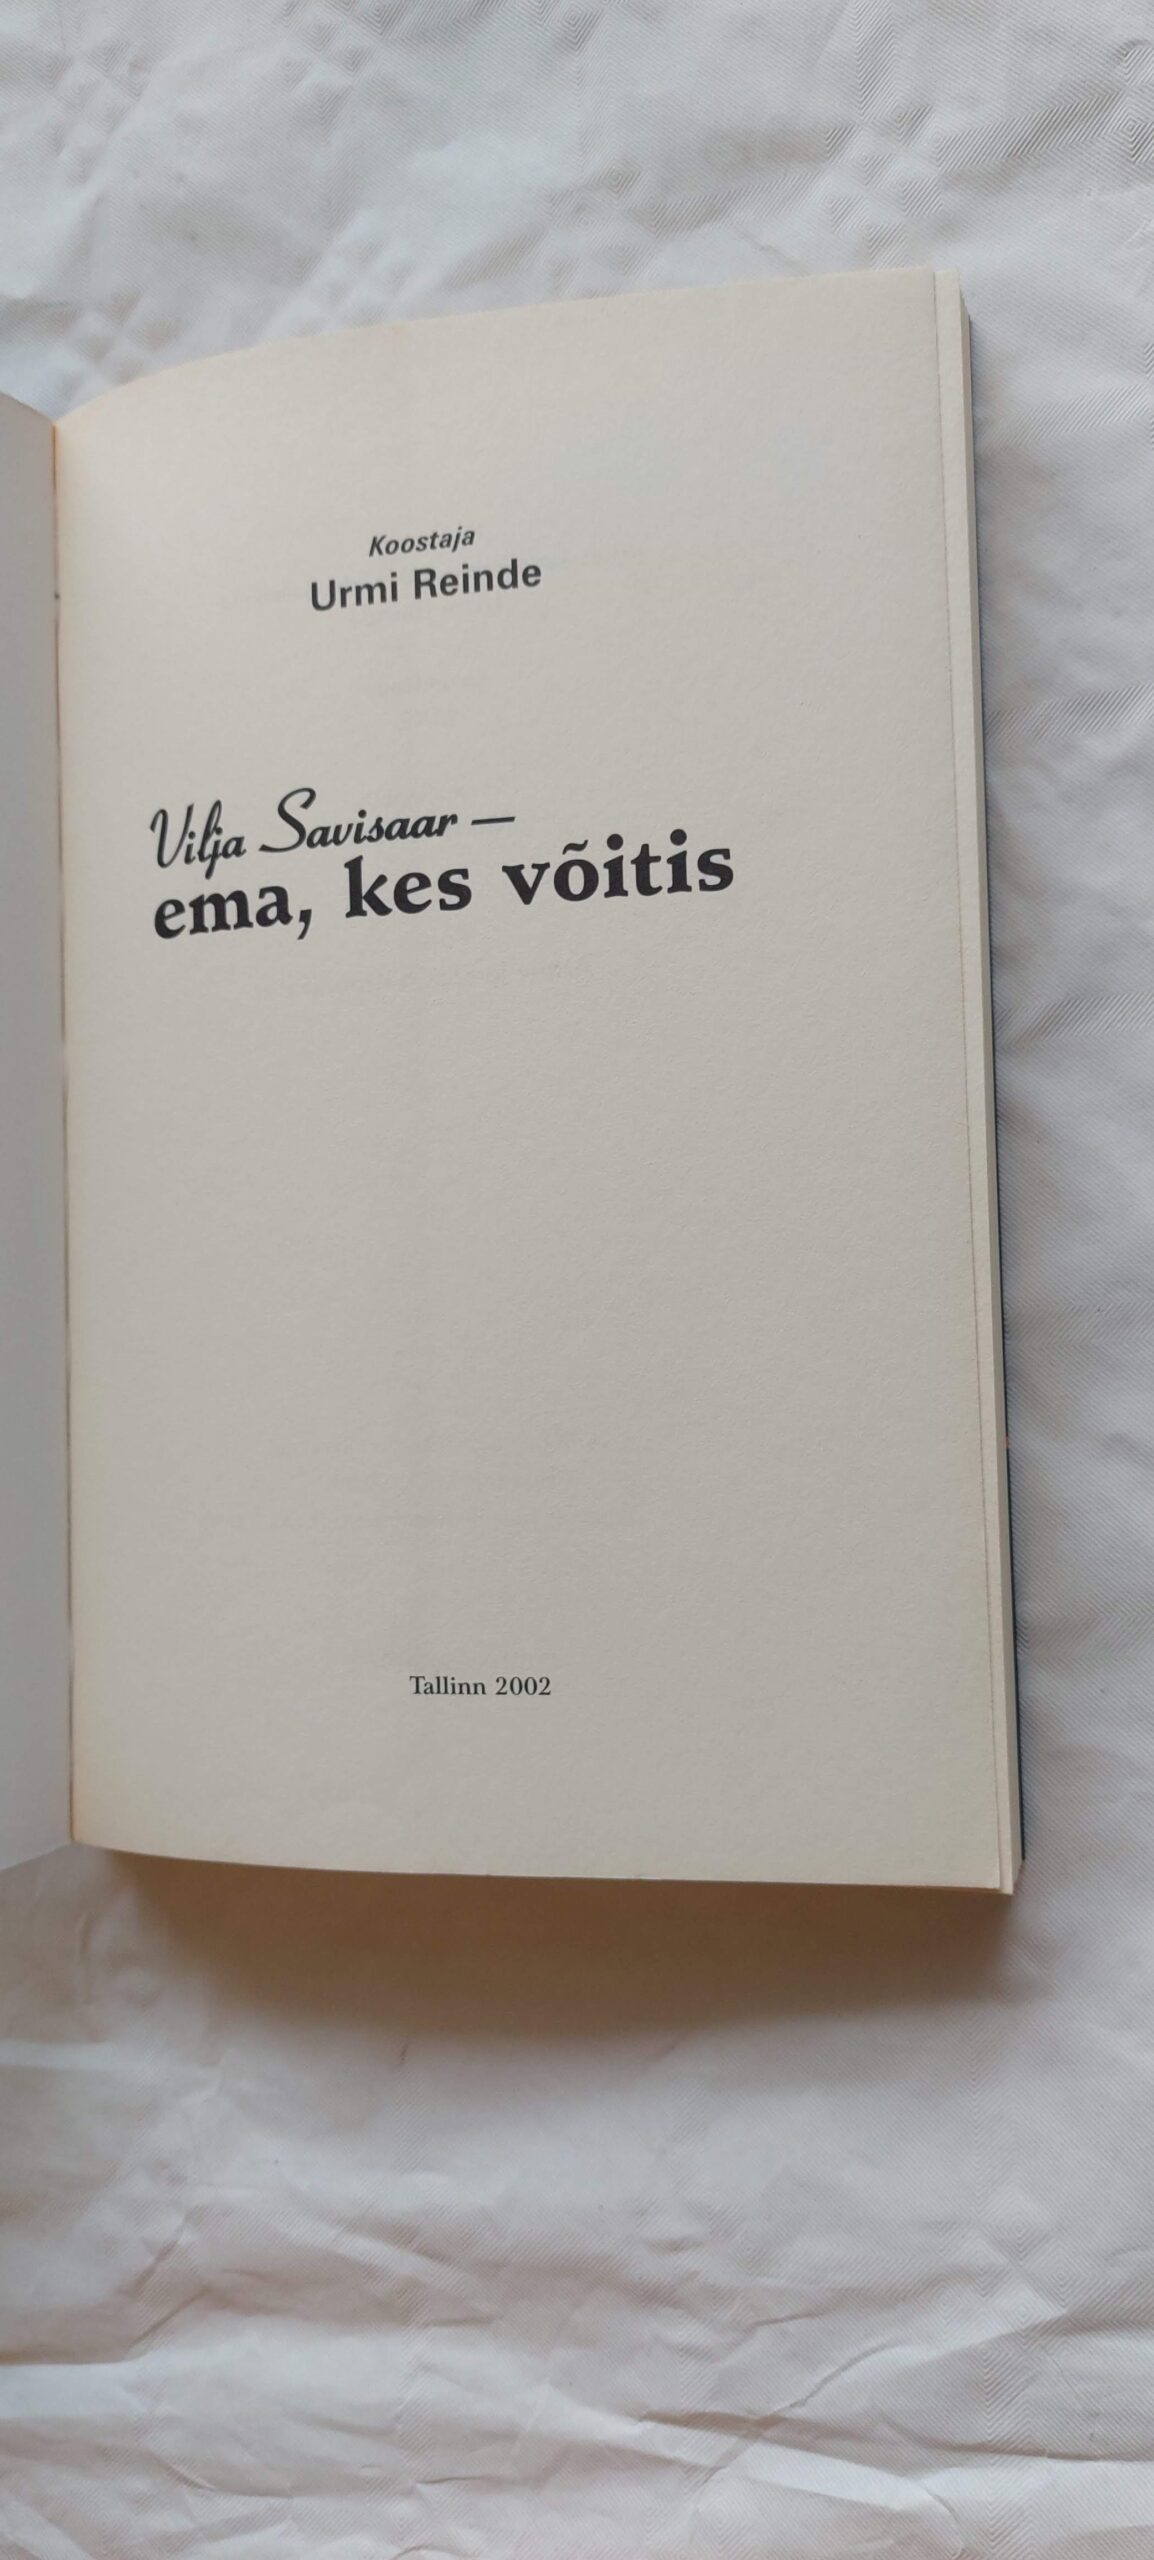 Koostaja
Urmi Reinde
Vilja Savisaar –
ema, kes võitis
Tallinn 2002